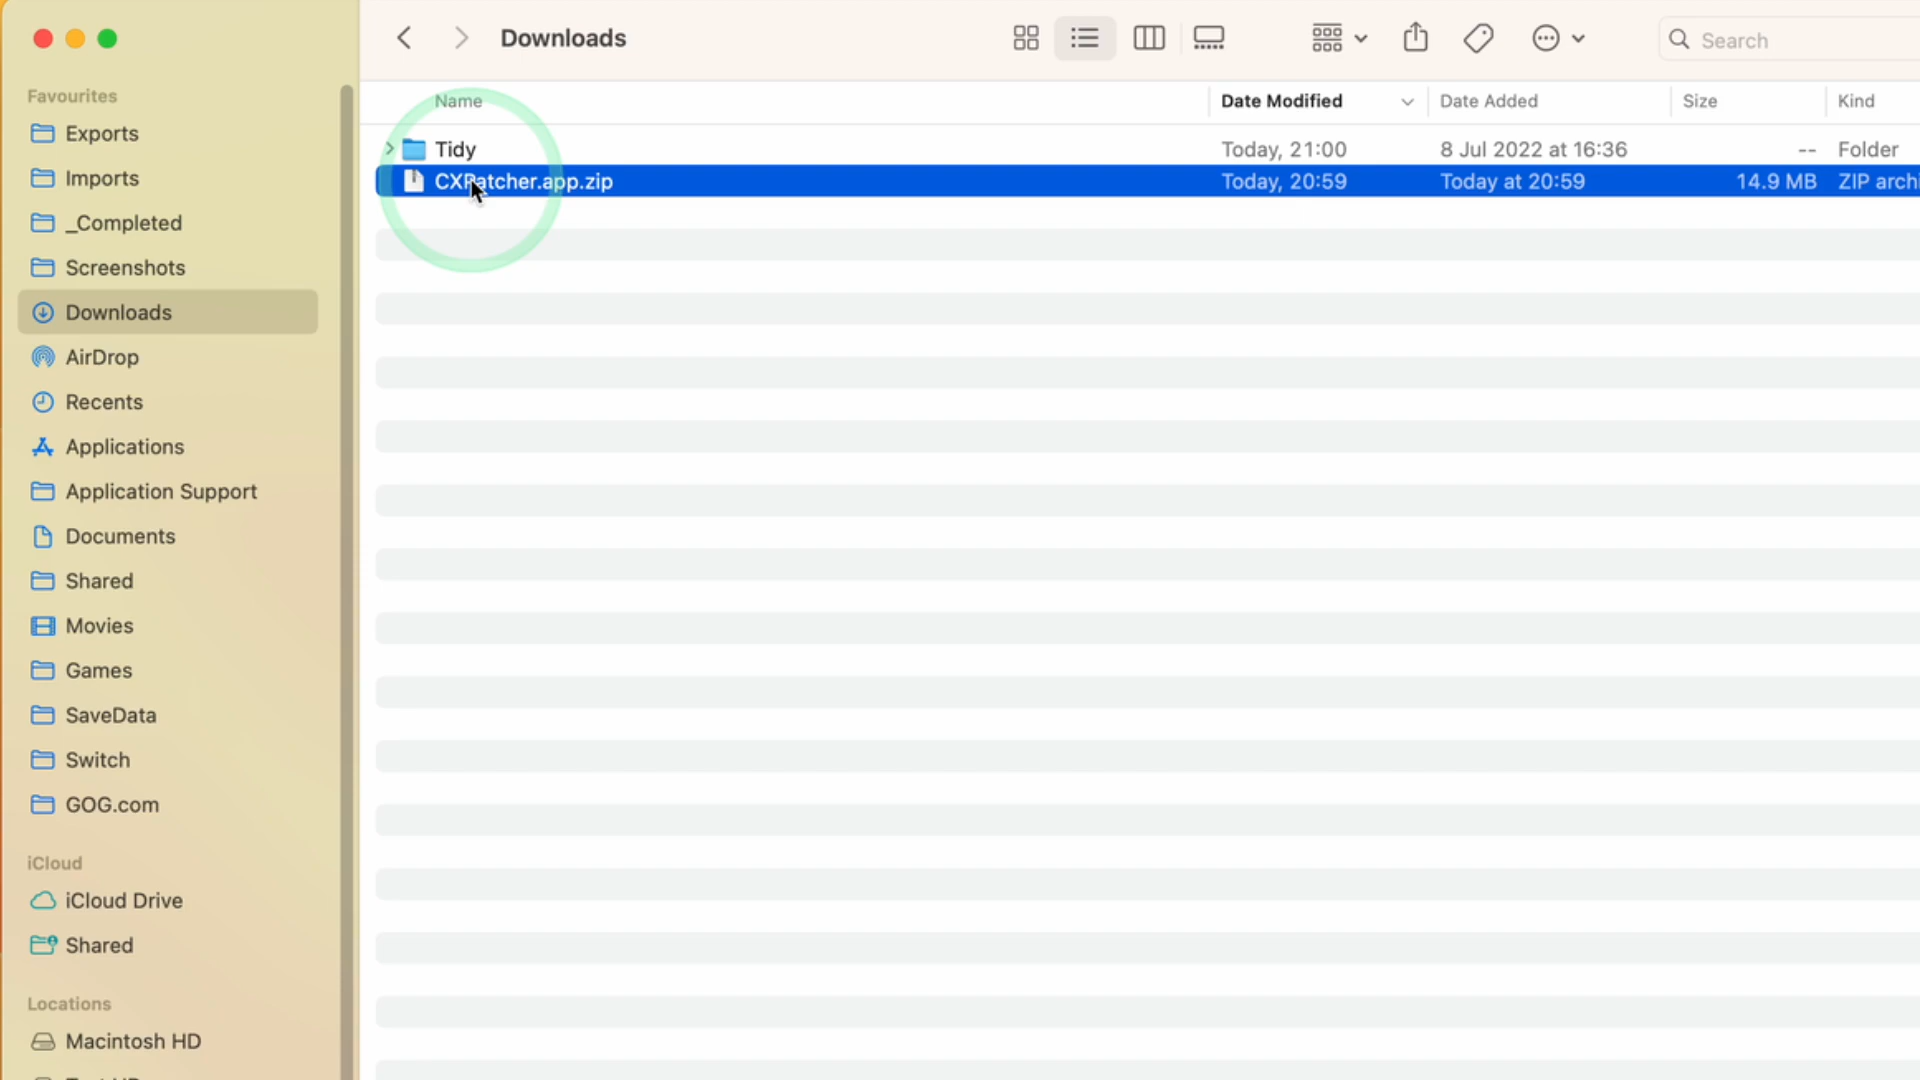 Downloads
Search
Favourites
Exports
Imports
_Completed
Screenshots
Downloads
AirDrop
Recents
Applications
Application Support
Documents
Shared
Movies
Games
SaveData
Switch
GOG.com
iCloud
iCloud Drive
Shared
Locations
Macintosh HD
Name Date Modified Date Added Size Kind
Tidy Today, 21:00 8 Jul 2022 at 16:36 -- Folder
CXPatcher.app.zip Today, 20:59 Today at 20:59 14.9 MB ZIP archi